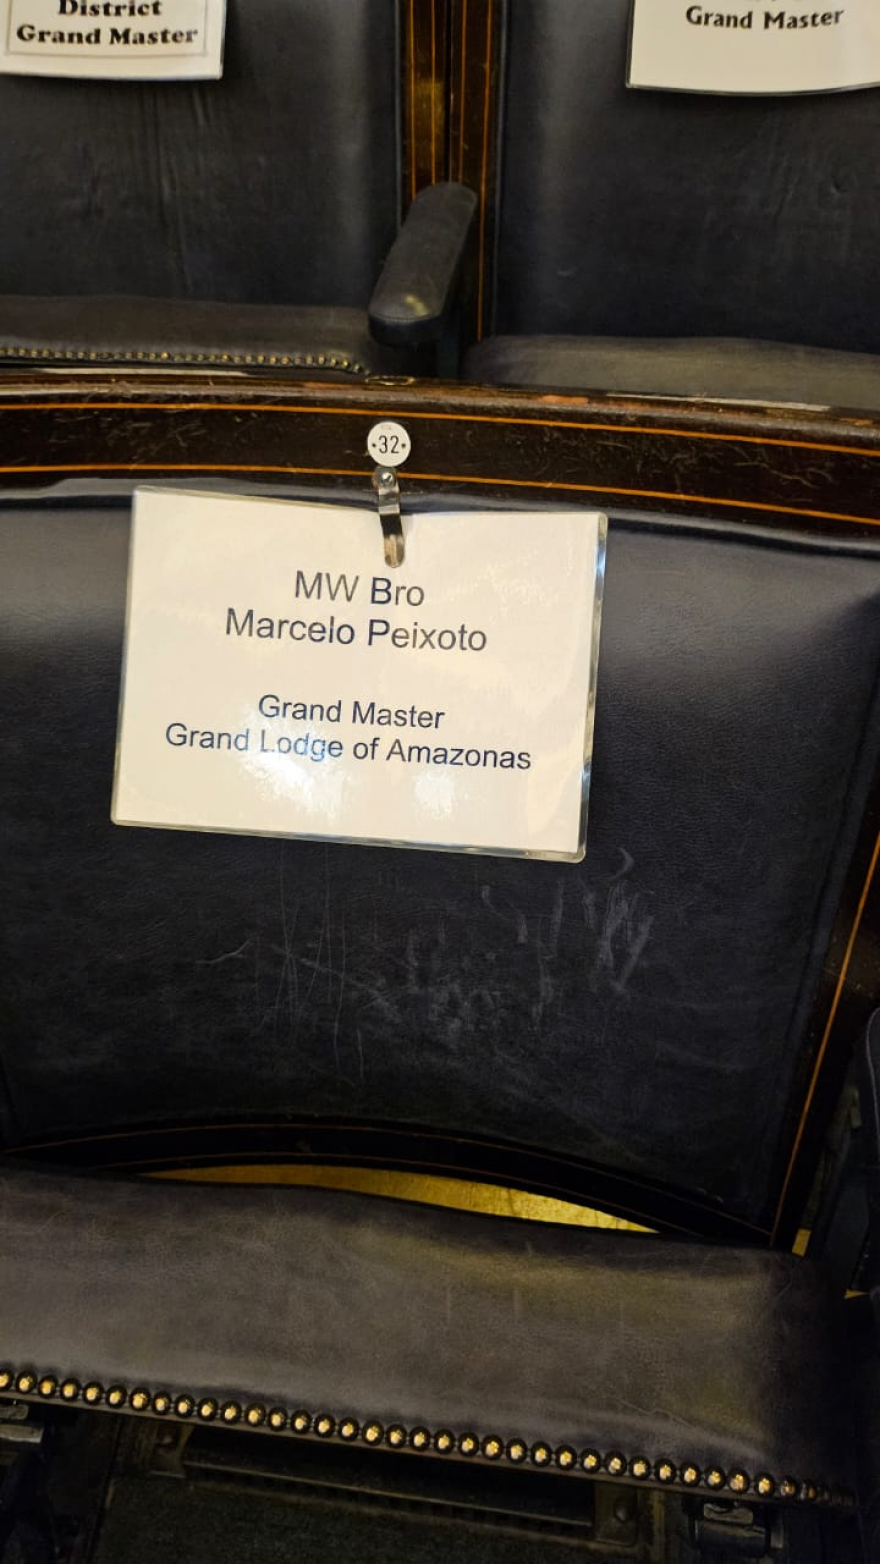 District
Grand Master
Grand Master
·32·
MW Bro
Marcelo Peixoto
Grand Master
Grand Lodge of Amazonas